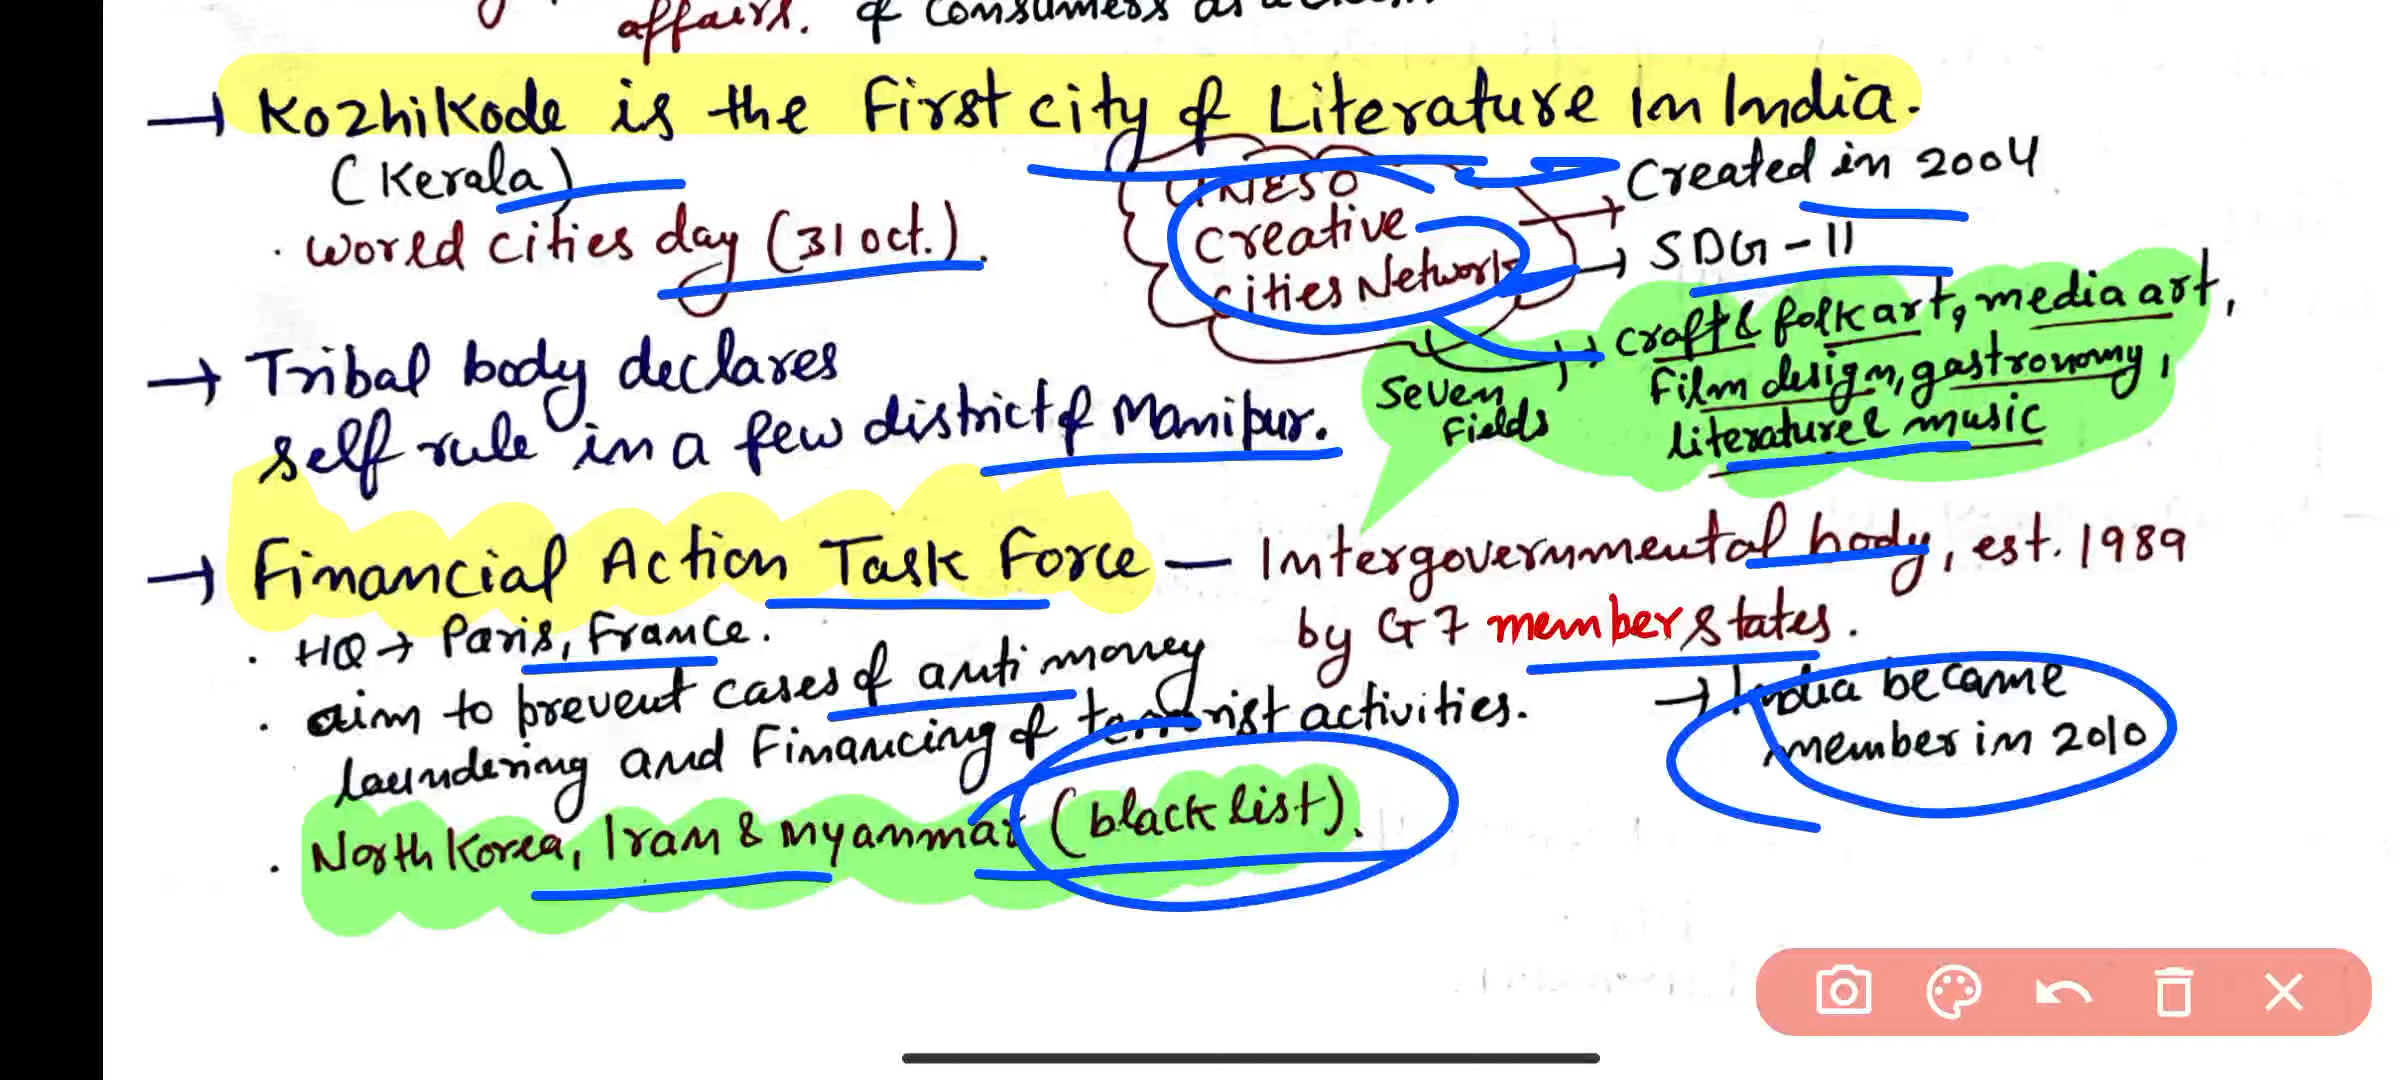 affairs. of consumers
→ Kozhikode is the First city of Literature in India.
(Kerala)
• World cities day (31 oct.).
UNESO
Creative
cities Network
→ Created in 2004
→ SDG-11
Seven
Fields
→ craft & folk art, media art,
Film design, gastronomy,
literature & music
→ Tribal body declares
self rule in a few district of Manipur.
→ Financial Action Task Force — Intergovernmental body, est. 1989
by G7 member states.
→ India became
member in 2010
• HQ → Paris, France.
• aim to prevent cases of anti money
laundering and Financing of terrorist activities.
• North Korea, Iran & Myanmar (black list).